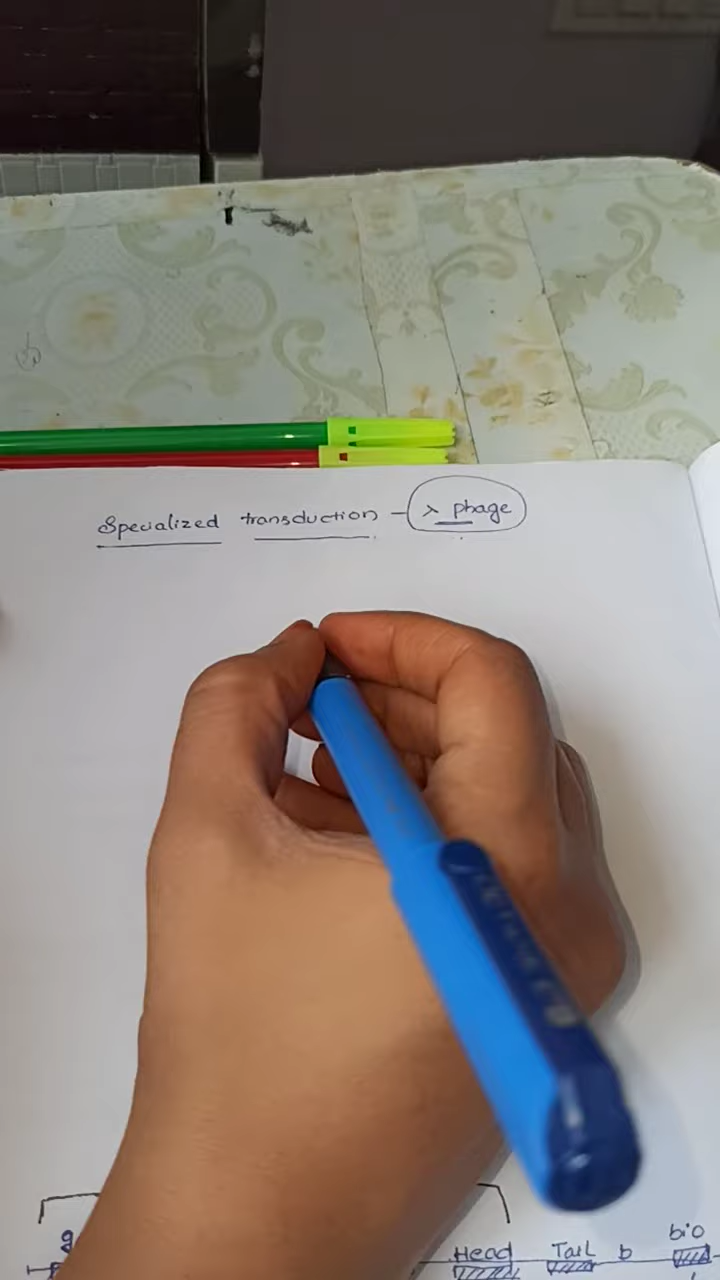 Specialized transduction - λ phage
g
Head Tail b bio